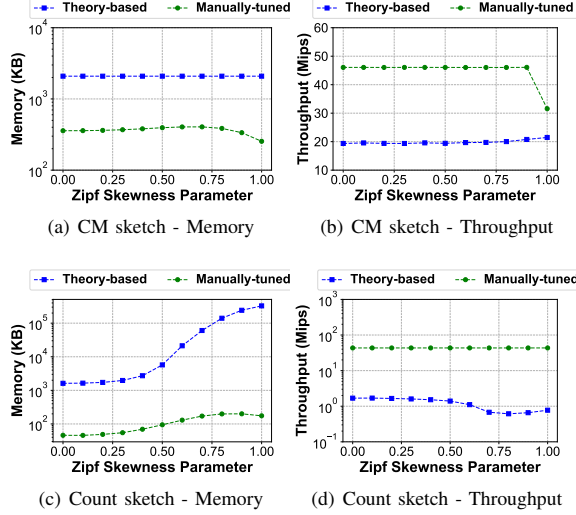 Theory-based Manually-tuned
Theory-based Manually-tuned
10^4
10^3
10^2
Memory (KB)
0.00 0.25 0.50 0.75 1.00
Zipf Skewness Parameter
60
50
40
30
20
10
Throughput (Mips)
0.00 0.25 0.50 0.75 1.00
Zipf Skewness Parameter
(a) CM sketch - Memory
(b) CM sketch - Throughput
Theory-based Manually-tuned
Theory-based Manually-tuned
10^5
10^4
10^3
10^2
Memory (KB)
0.00 0.25 0.50 0.75 1.00
Zipf Skewness Parameter
10^3
10^2
10^1
10^0
10^−1
Throughput (Mips)
0.00 0.25 0.50 0.75 1.00
Zipf Skewness Parameter
(c) Count sketch - Memory
(d) Count sketch - Throughput